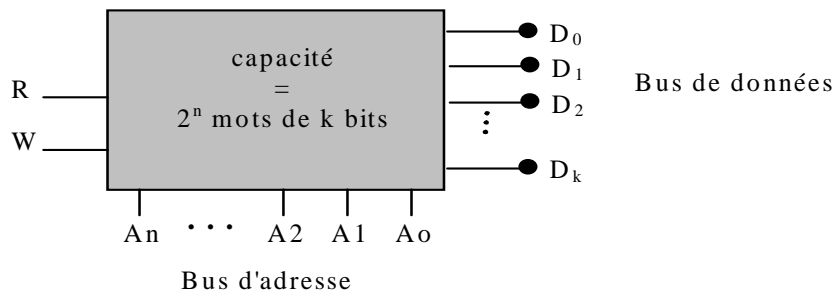 capacité
=
2ⁿ mots de k bits
R
W
D₀
D₁
D₂
Dₖ
Bus de données
An ... A2 A1 Ao
Bus d'adresse